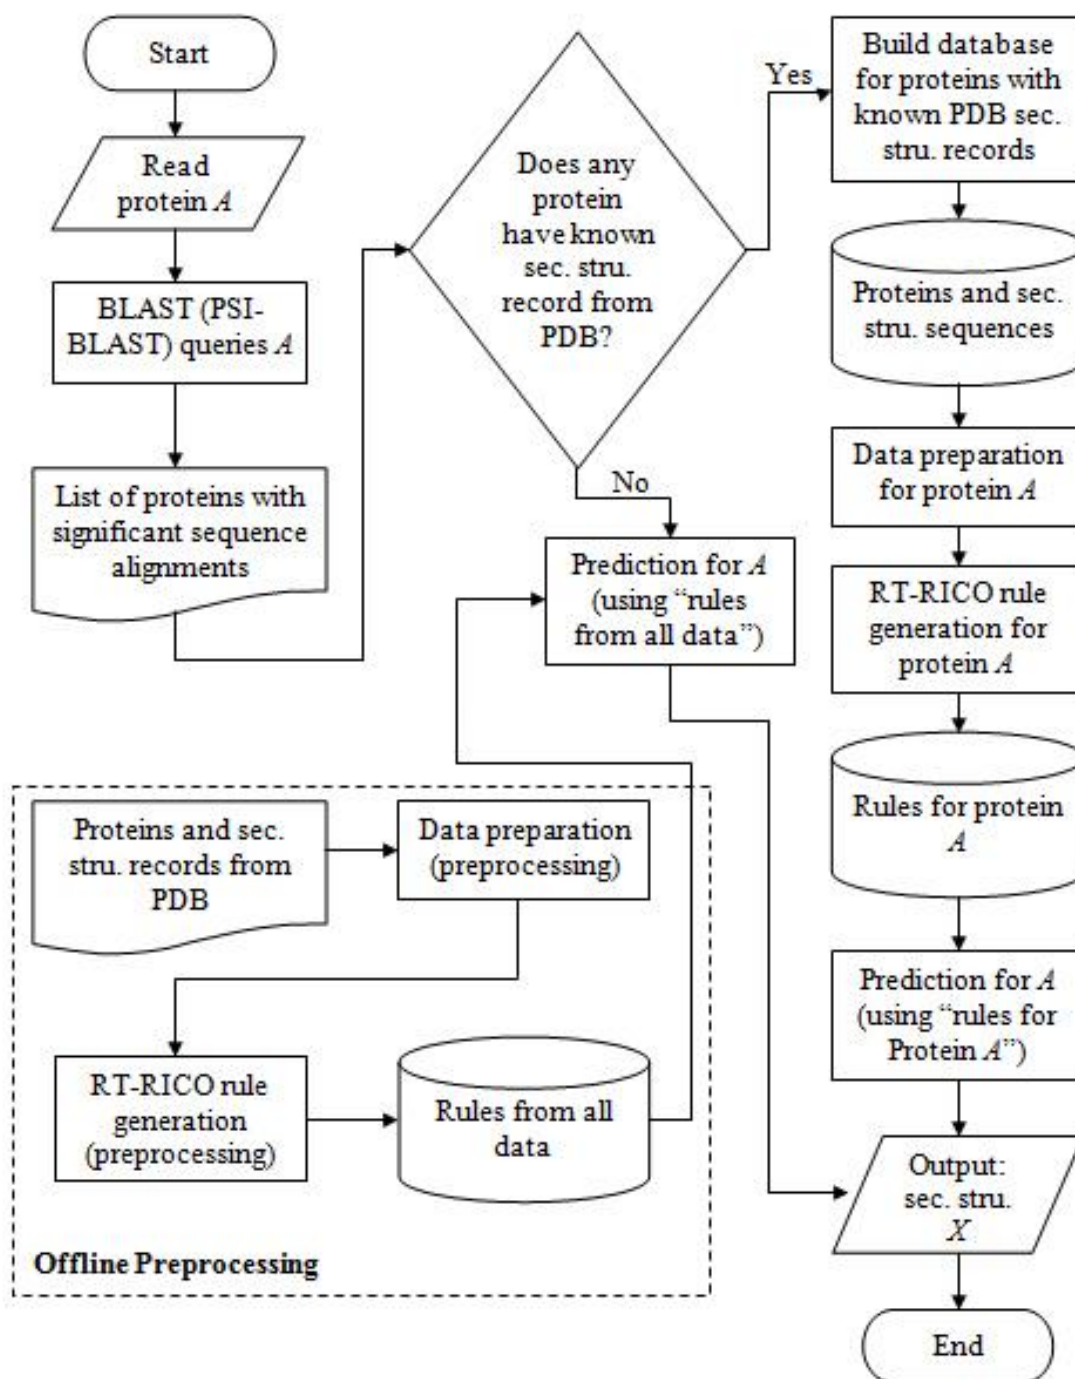 Start
Read
protein A
BLAST (PSI-
BLAST) queries A
List of proteins with
significant sequence
alignments
Does any
protein
have known
sec. stru.
record from
PDB?
Yes
No
Build database
for proteins with
known PDB sec.
stru. records
Proteins and sec.
stru. sequences
Data preparation
for protein A
RT-RICO rule
generation for
protein A
Rules for protein
A
Prediction for A
(using “rules for
Protein A”)
Output:
sec. stru.
X
End
Prediction for A
(using “rules
from all data”)
Proteins and sec.
stru. records from
PDB
Data preparation
(preprocessing)
RT-RICO rule
generation
(preprocessing)
Rules from all
data
Offline Preprocessing